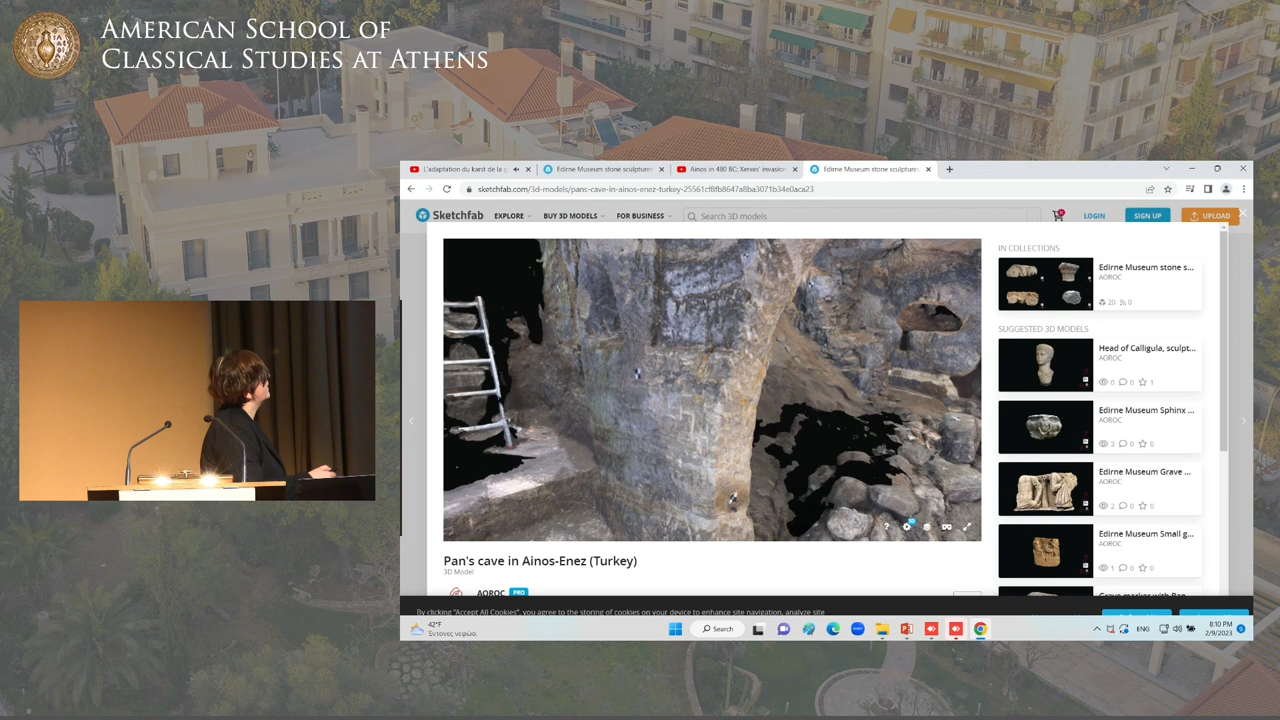 AMERICAN SCHOOL OF
CLASSICAL STUDIES AT ATHENS
L'adaptation du karst de la g
Edirne Museum stone sculptures
Ainos in 480 BC: Xerxes' invasion
Edirne Museum stone sculptures
sketchfab.com/3d-models/pans-cave-in-ainos-enez-turkey-25561cf8fb8647a8ba3071b34e0aca23
Sketchfab
EXPLORE
BUY 3D MODELS
FOR BUSINESS
Search 3D models
LOGIN
SIGN UP
UPLOAD
IN COLLECTIONS
Edirne Museum stone s...
AOROC
20 0
SUGGESTED 3D MODELS
Head of Calligula, sculpt...
AOROC
0 0 1
Edirne Museum Sphinx ...
AOROC
3 0 0
Edirne Museum Grave ...
AOROC
2 0 0
Edirne Museum Small g...
AOROC
1 0 0
Grave marker with Pan
Pan's cave in Ainos-Enez (Turkey)
3D Model
AOROC PRO
By clicking "Accept All Cookies", you agree to the storing of cookies on your device to enhance site navigation, analyze site
42°F
Έντονες νεφώσ.
Search
ENG
8:10 PM
2/9/2023